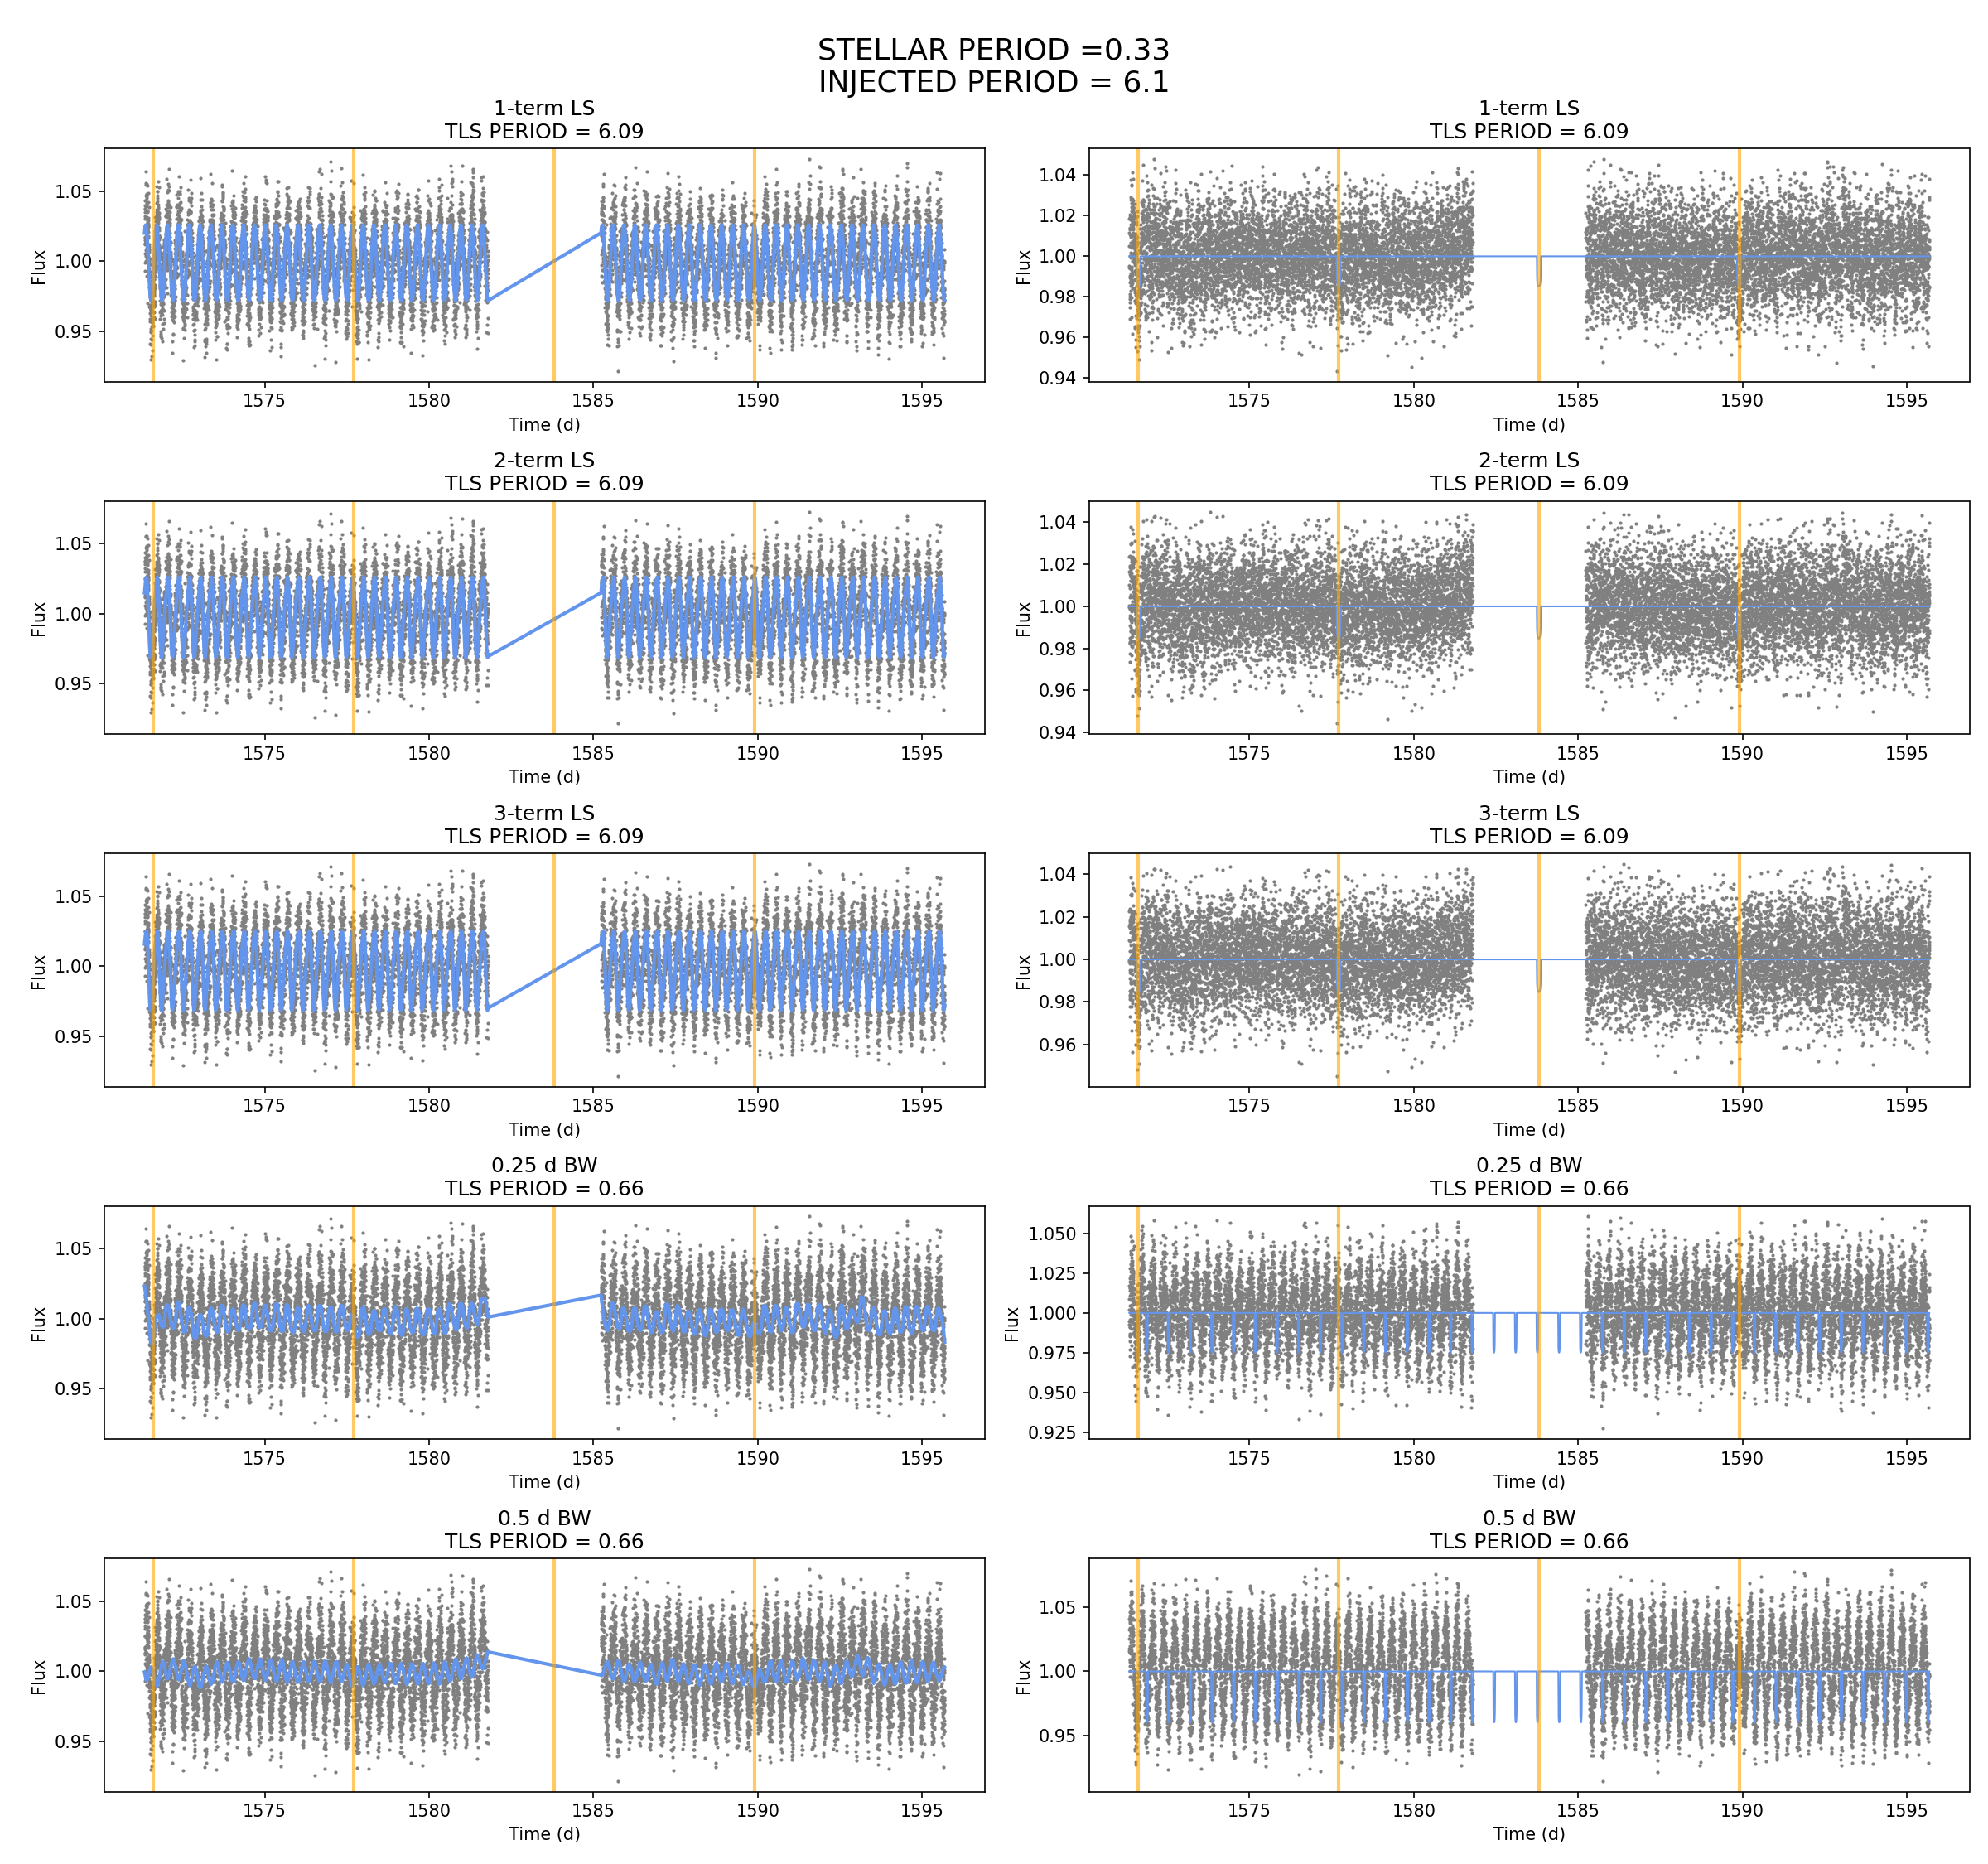 STELLAR PERIOD =0.33
INJECTED PERIOD = 6.1
1-term LS
TLS PERIOD = 6.09
Flux
1.05
1.00
0.95
1575 1580 1585 1590 1595
Time (d)
1-term LS
TLS PERIOD = 6.09
Flux
1.04
1.02
1.00
0.98
0.96
0.94
1575 1580 1585 1590 1595
Time (d)
2-term LS
TLS PERIOD = 6.09
Flux
1.05
1.00
0.95
1575 1580 1585 1590 1595
Time (d)
2-term LS
TLS PERIOD = 6.09
Flux
1.04
1.02
1.00
0.98
0.96
0.94
1575 1580 1585 1590 1595
Time (d)
3-term LS
TLS PERIOD = 6.09
Flux
1.05
1.00
0.95
1575 1580 1585 1590 1595
Time (d)
3-term LS
TLS PERIOD = 6.09
Flux
1.04
1.02
1.00
0.98
0.96
1575 1580 1585 1590 1595
Time (d)
0.25 d BW
TLS PERIOD = 0.66
Flux
1.05
1.00
0.95
1575 1580 1585 1590 1595
Time (d)
0.25 d BW
TLS PERIOD = 0.66
Flux
1.050
1.025
1.000
0.975
0.950
0.925
1575 1580 1585 1590 1595
Time (d)
0.5 d BW
TLS PERIOD = 0.66
Flux
1.05
1.00
0.95
1575 1580 1585 1590 1595
Time (d)
0.5 d BW
TLS PERIOD = 0.66
Flux
1.05
1.00
0.95
1575 1580 1585 1590 1595
Time (d)